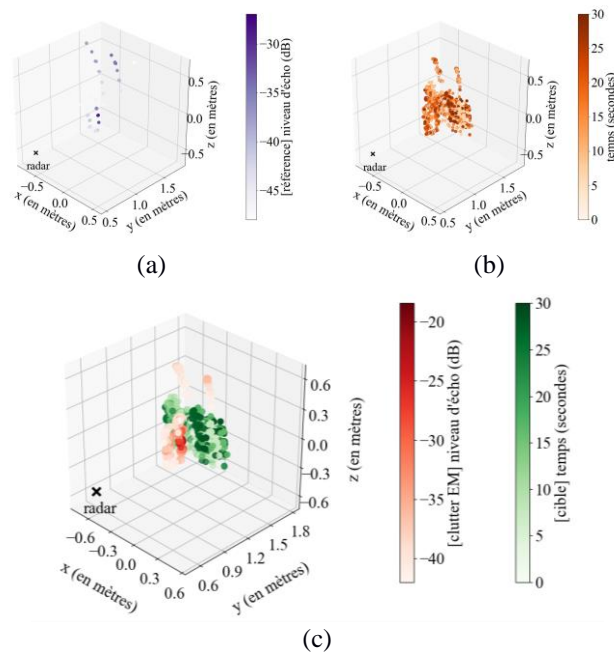 −30
−35
−40
−45
[référence] niveau d'écho (dB)
0.5
0.0
−0.5
z (en mètres)
radar
−0.5
0.0
0.5
x (en mètres)
0.5
1.0
1.5
y (en mètres)
(a)
30
25
20
15
10
5
0
temps (secondes)
0.5
0.0
−0.5
z (en mètres)
radar
−0.5
0.0
0.5
x (en mètres)
0.5
1.0
1.5
y (en mètres)
(b)
−20
−25
−30
−35
−40
[clutter EM] niveau d'écho (dB)
30
25
20
15
10
5
0
[cible] temps (secondes)
0.6
0.3
0.0
−0.3
−0.6
z (en mètres)
radar
−0.6
−0.3
0.0
0.3
0.6
x (en mètres)
0.6
0.9
1.2
1.5
1.8
y (en mètres)
(c)